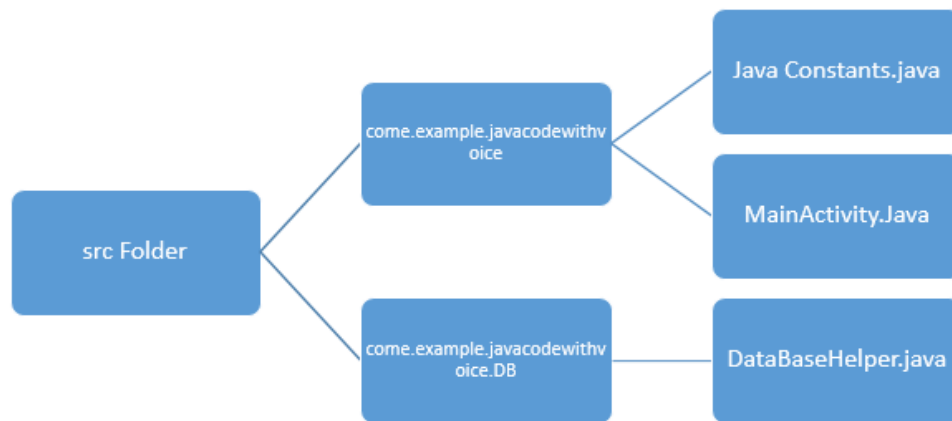 Java Constants.java
come.example.javacodewithv
oice
MainActivity.Java
src Folder
come.example.javacodewithv
oice.DB
DataBaseHelper.java